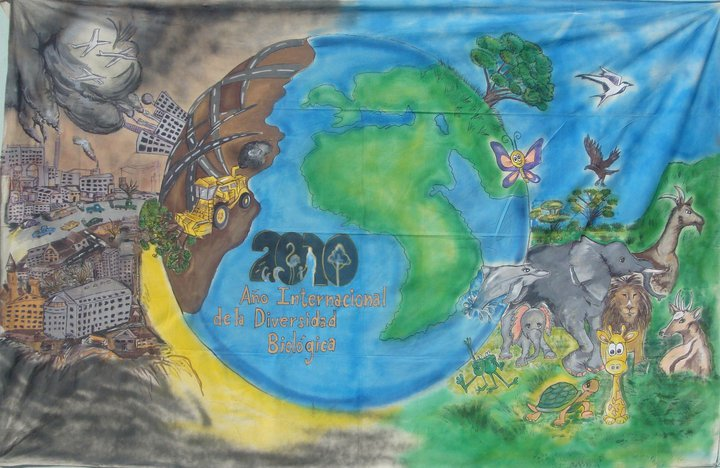 2010
Año Internacional
de la Diversidad
Biológica